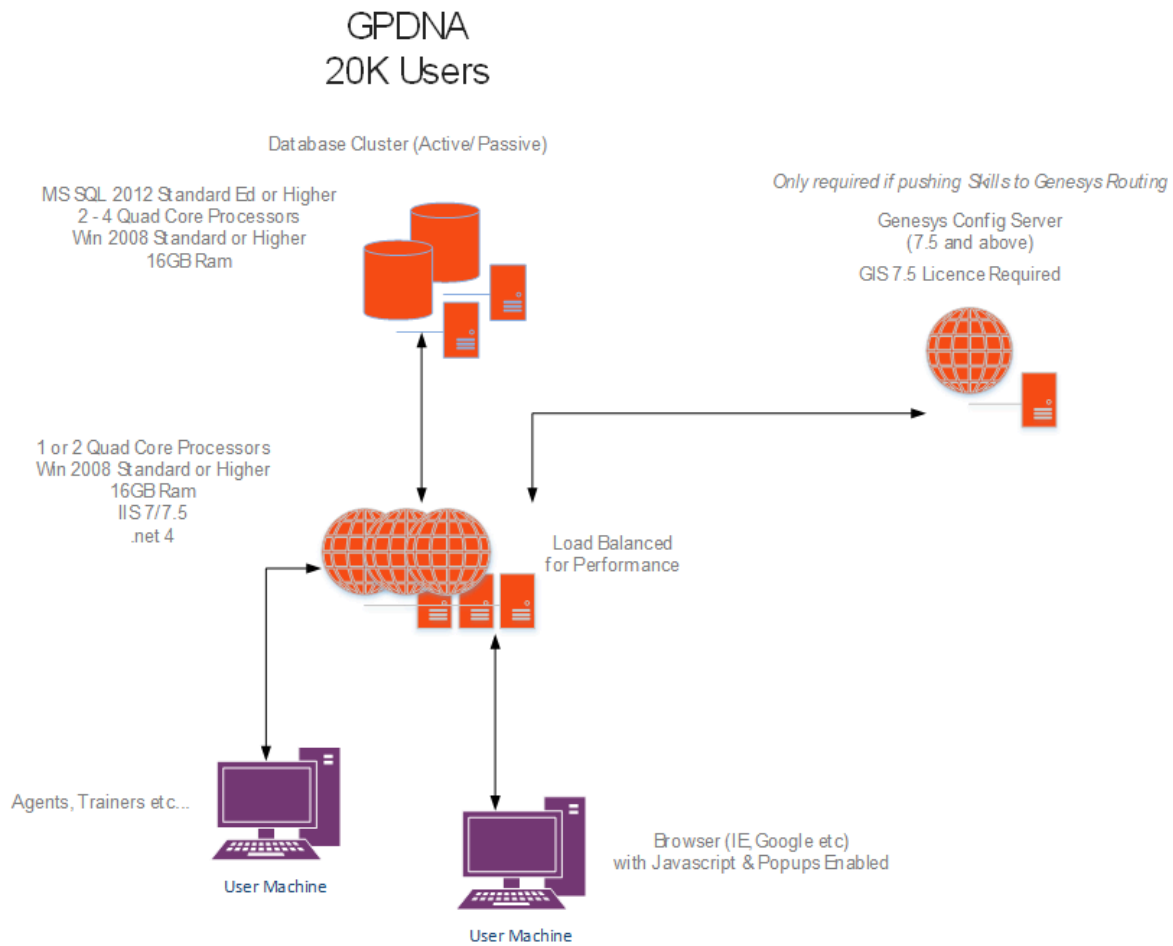 GPDNA
20K Users
Database Cluster (Active/Passive)
MS SQL 2012 Standard Ed or Higher
2 - 4 Quad Core Processors
Win 2008 Standard or Higher
16GB Ram
Only required if pushing Skills to Genesys Routing
Genesys Config Server
(7.5 and above)
GIS 7.5 Licence Required
1 or 2 Quad Core Processors
Win 2008 Standard or Higher
16GB Ram
IIS 7/7.5
.net 4
Load Balanced
for Performance
Agents, Trainers etc...
User Machine
Browser (IE, Google etc)
with Javascript & Popups Enabled
User Machine